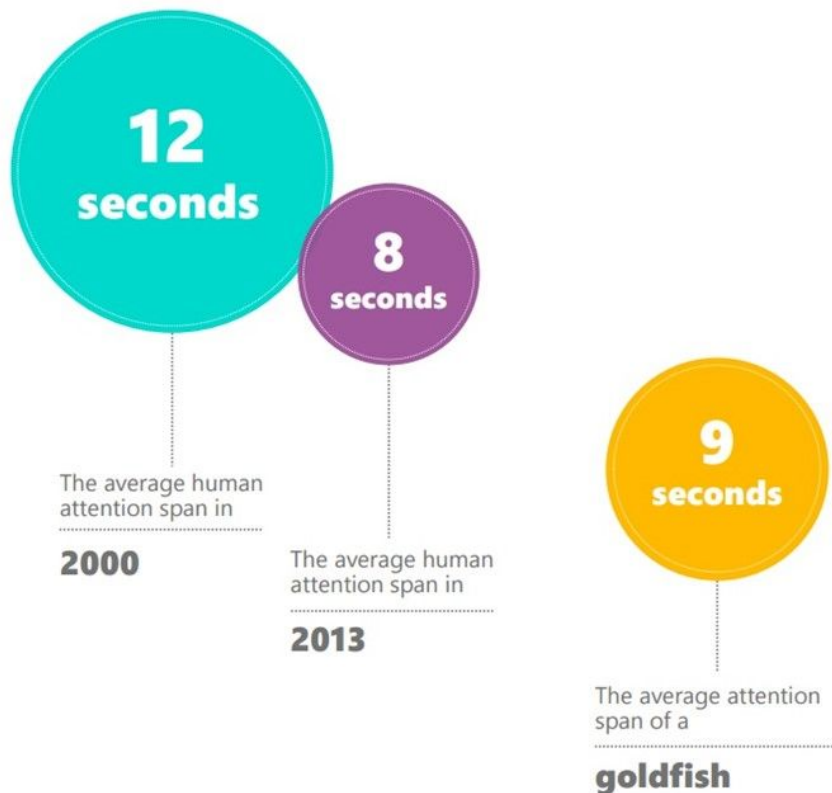 12
seconds
The average human
attention span in
2000
8
seconds
The average human
attention span in
2013
9
seconds
The average attention
span of a
goldfish